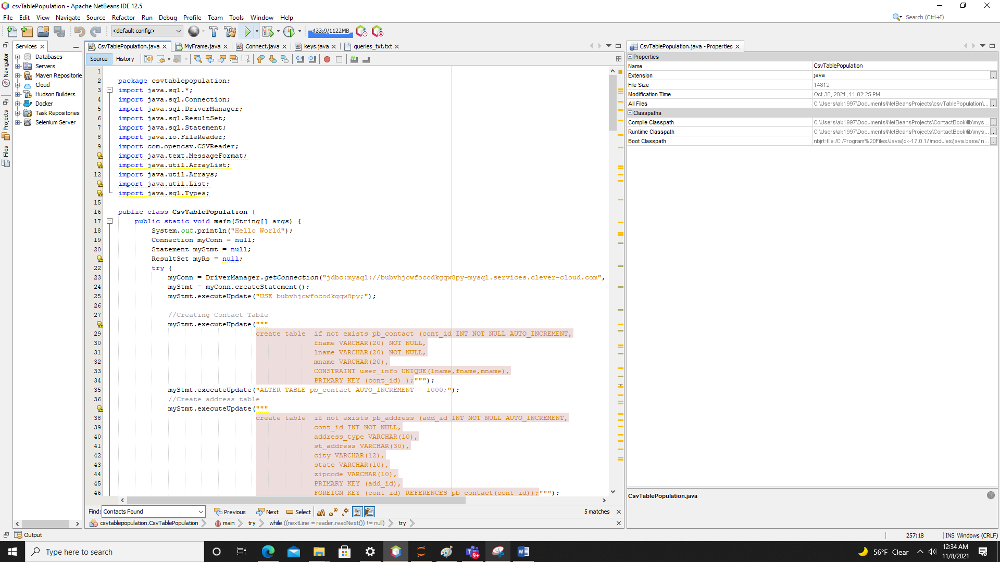 csvTablePopulation - Apache NetBeans IDE 12.5
File Edit View Navigate Source Refactor Run Debug Profile Team Tools Window Help
Search (Ctrl+I)
<default config>
433.9/1122MB
Services
CsvTablePopulation.java
MyFrame.java
Connect.java
keys.java
queries_txt.txt
CsvTablePopulation.java - Properties
Navigator
Projects
Files
Databases
Servers
Maven Repositorie
Cloud
Hudson Builders
Docker
Task Repositories
Selenium Server
Source History
1
2 package csvtablepopulation;
3 import java.sql.*;
4 import java.sql.Connection;
5 import java.sql.DriverManager;
6 import java.sql.ResultSet;
7 import java.sql.Statement;
8 import java.io.FileReader;
9 import com.opencsv.CSVReader;
import java.text.MessageFormat;
import java.util.ArrayList;
12 import java.util.Arrays;
import java.util.List;
import java.sql.Types;
15
16 public class CsvTablePopulation {
17 public static void main(String[] args) {
18 System.out.println("Hello World");
19 Connection myConn = null;
20 Statement myStmt = null;
ResultSet myRs = null;
22 try {
23 myConn = DriverManager.getConnection("jdbc:mysql://bubvhjcwfocodkgqw8py-mysql.services.clever-cloud.com",
24 myStmt = myConn.createStatement();
25 myStmt.executeUpdate("USE bubvhjcwfocodkgqw8py;");
26
27 //Creating Contact Table
myStmt.executeUpdate("""
29 create table  if not exists pb_contact (cont_id INT NOT NULL AUTO_INCREMENT,
30 fname VARCHAR(20) NOT NULL,
31 lname VARCHAR(20) NOT NULL,
32 mname VARCHAR(20),
33 CONSTRAINT user_info UNIQUE(lname,fname,mname),
34 PRIMARY KEY (cont_id) );""");
35 myStmt.executeUpdate("ALTER TABLE pb_contact AUTO_INCREMENT = 1000;");
36 //Create address table
myStmt.executeUpdate("""
38 create table  if not exists pb_address (add_id INT NOT NULL AUTO_INCREMENT,
39 cont_id INT NOT NULL,
40 address_type VARCHAR(10),
41 st_address VARCHAR(30),
42 city VARCHAR(12),
43 state VARCHAR(10),
44 zipcode VARCHAR(10),
45 PRIMARY KEY (add_id),
46 FOREIGN KEY (cont_id) REFERENCES pb_contact(cont_id));""");
Properties
Name CsvTablePopulation
Extension java ...
File Size 14812
Modification Time Oct 30, 2021, 11:02:25 PM
All Files C:\Users\ab1997\Documents\NetBeansProjects\csvTablePopulation\... ...
Classpaths
Compile Classpath C:\Users\ab1997\Documents\NetBeansProjects\ContactBook\lib\mys... ...
Runtime Classpath C:\Users\ab1997\Documents\NetBeansProjects\ContactBook\lib\mys... ...
Boot Classpath nbjrt:file:/C:/Program%20Files/Java/jdk-17.0.1/!/modules/java.base/;n... ...
CsvTablePopulation.java
Find: Contacts Found Previous Next Select 5 matches
csvtablepopulation.CsvTablePopulation main try while ((nextLine = reader.readNext()) != null) try
Output
257:18 INS Windows (CRLF)
Type here to search
9+
56°F Clear
12:34 AM
11/8/2021